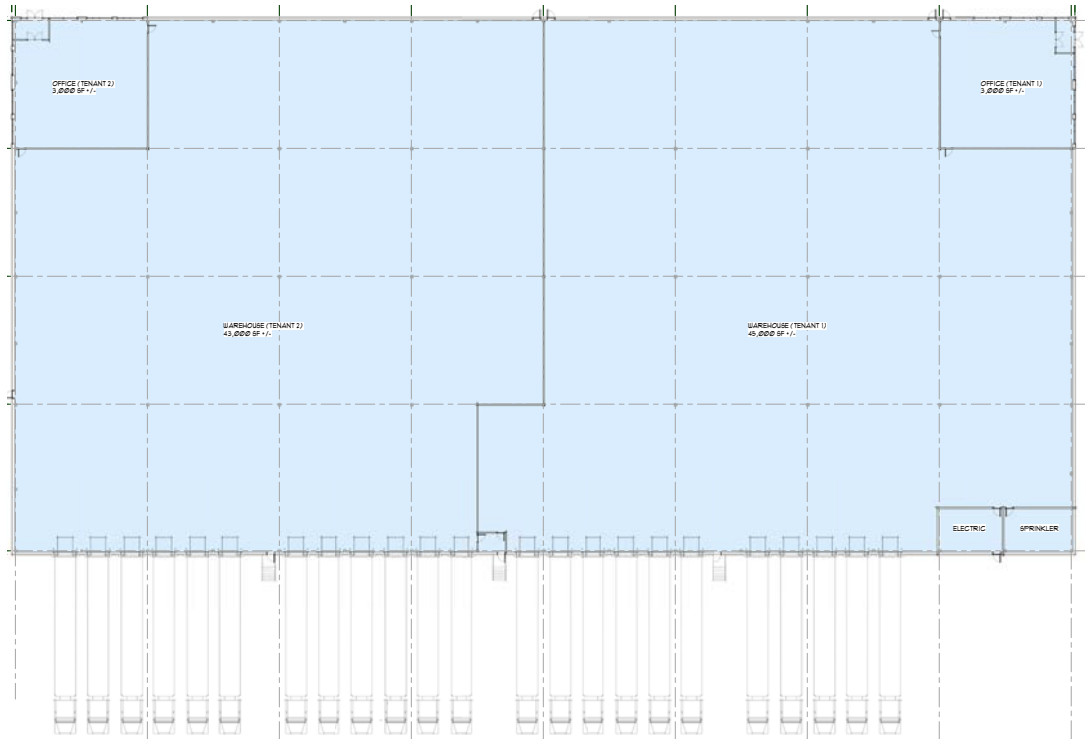 OFFICE (TENANT 2)
3,000 SF +/-
OFFICE (TENANT 1)
3,000 SF +/-
WAREHOUSE (TENANT 2)
43,000 SF +/-
WAREHOUSE (TENANT 1)
45,000 SF +/-
ELECTRIC
SPRINKLER